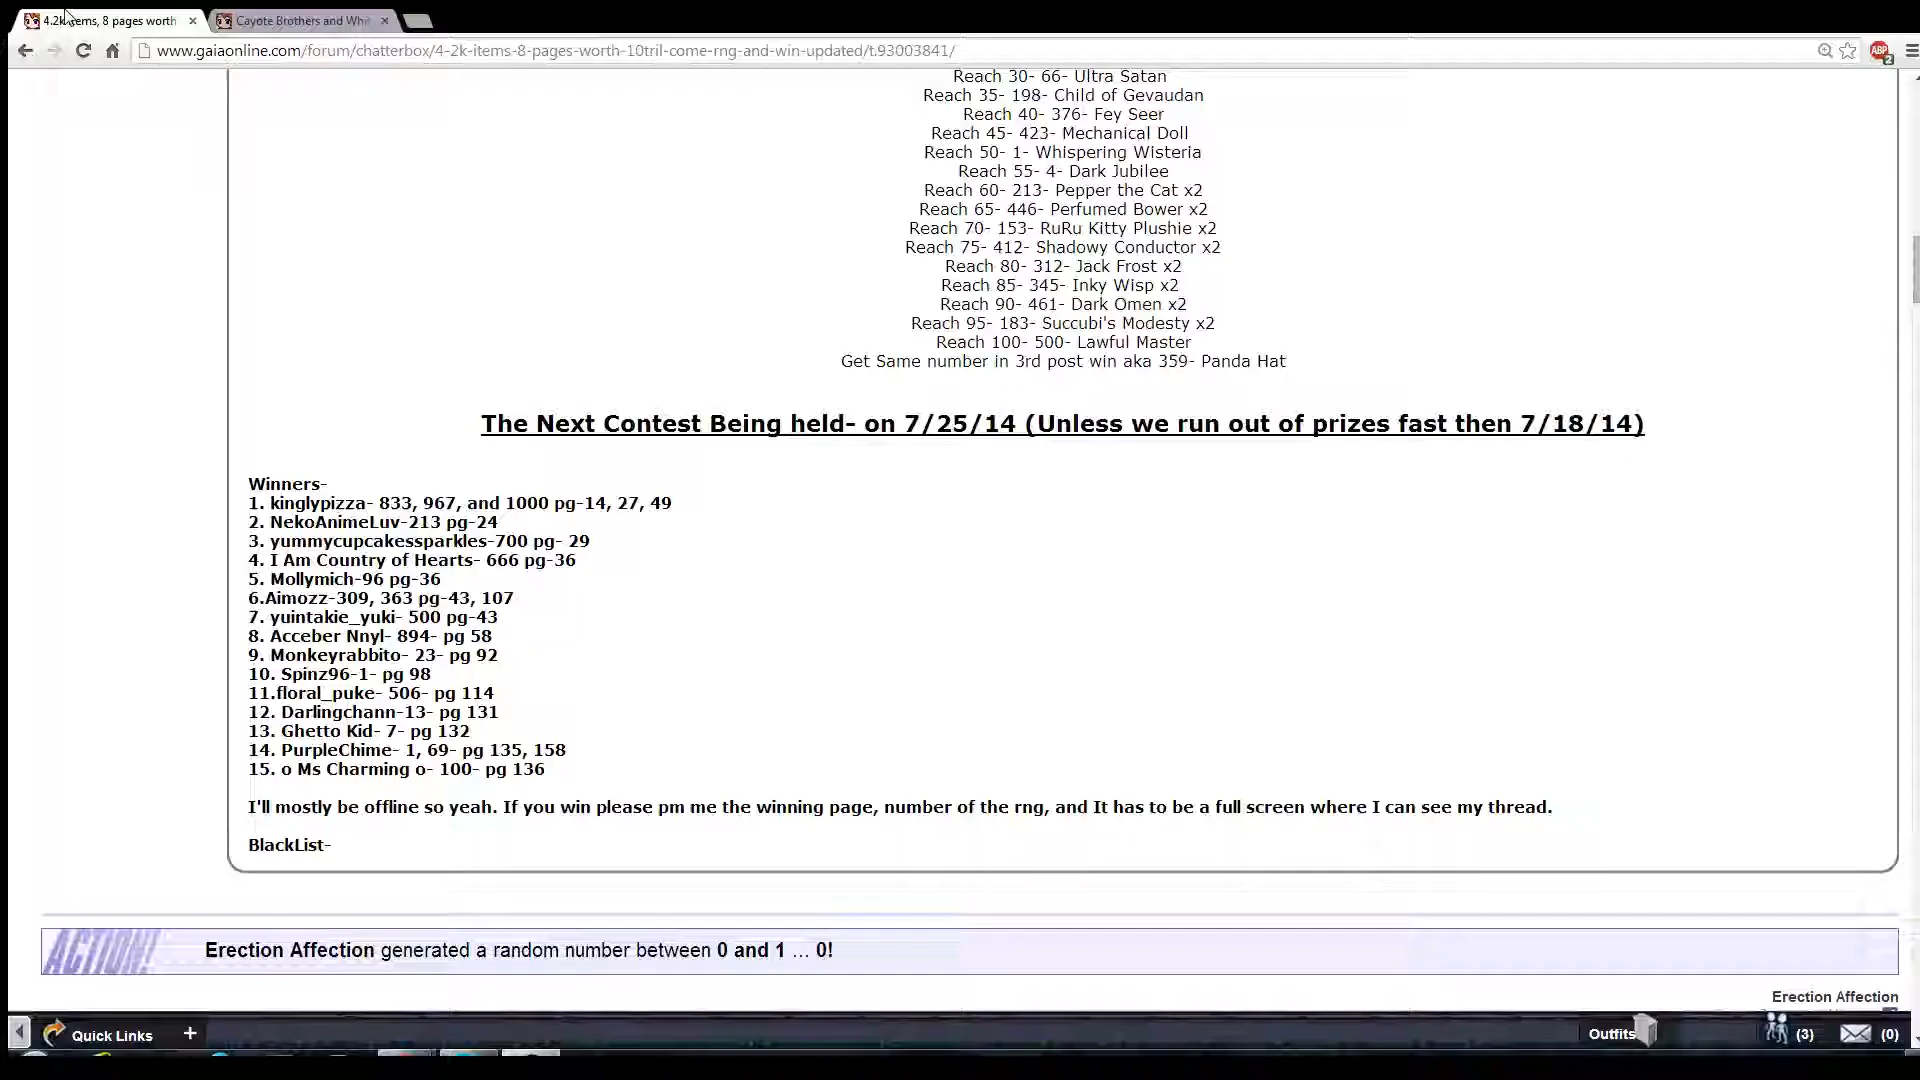 4.2k items, 8 pages worth
Cayote Brothers and Whi
www.gaiaonline.com/forum/chatterbox/4-2k-items-8-pages-worth-10tril-come-rng-and-win-updated/t.93003841/
ABP
2
Reach 30- 66- Ultra Satan
Reach 35- 198- Child of Gevaudan
Reach 40- 376- Fey Seer
Reach 45- 423- Mechanical Doll
Reach 50- 1- Whispering Wisteria
Reach 55- 4- Dark Jubilee
Reach 60- 213- Pepper the Cat x2
Reach 65- 446- Perfumed Bower x2
Reach 70- 153- RuRu Kitty Plushie x2
Reach 75- 412- Shadowy Conductor x2
Reach 80- 312- Jack Frost x2
Reach 85- 345- Inky Wisp x2
Reach 90- 461- Dark Omen x2
Reach 95- 183- Succubi's Modesty x2
Reach 100- 500- Lawful Master
Get Same number in 3rd post win aka 359- Panda Hat
The Next Contest Being held- on 7/25/14 (Unless we run out of prizes fast then 7/18/14)
Winners-
1. kinglypizza- 833, 967, and 1000 pg-14, 27, 49
2. NekoAnimeLuv-213 pg-24
3. yummycupcakessparkles-700 pg- 29
4. I Am Country of Hearts- 666 pg-36
5. Mollymich-96 pg-36
6.Aimozz-309, 363 pg-43, 107
7. yuintakie_yuki- 500 pg-43
8. Acceber Nnyl- 894- pg 58
9. Monkeyrabbito- 23- pg 92
10. Spinz96-1- pg 98
11.floral_puke- 506- pg 114
12. Darlingchann-13- pg 131
13. Ghetto Kid- 7- pg 132
14. PurpleChime- 1, 69- pg 135, 158
15. o Ms Charming o- 100- pg 136
I'll mostly be offline so yeah. If you win please pm me the winning page, number of the rng, and It has to be a full screen where I can see my thread.
BlackList-
ACTION! Erection Affection generated a random number between 0 and 1 ... 0!
Erection Affection
Quick Links +
Outfits (3) (0)